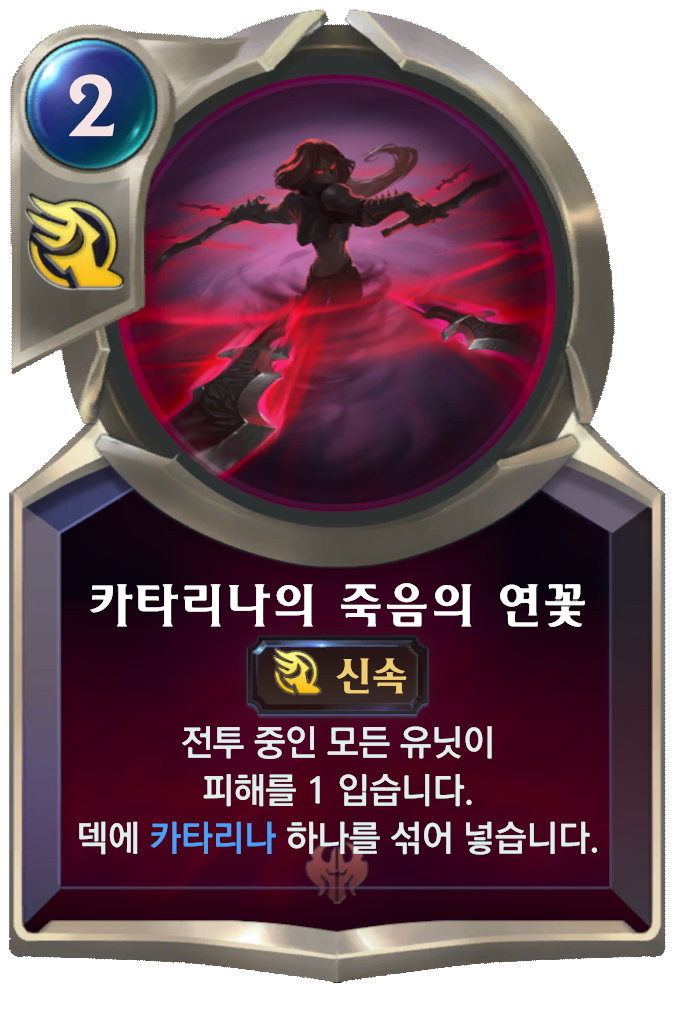 2
카타리나의 죽음의 연꽃
신속
전투 중인 모든 유닛이
피해를 1 입습니다.
덱에 카타리나 하나를 섞어 넣습니다.